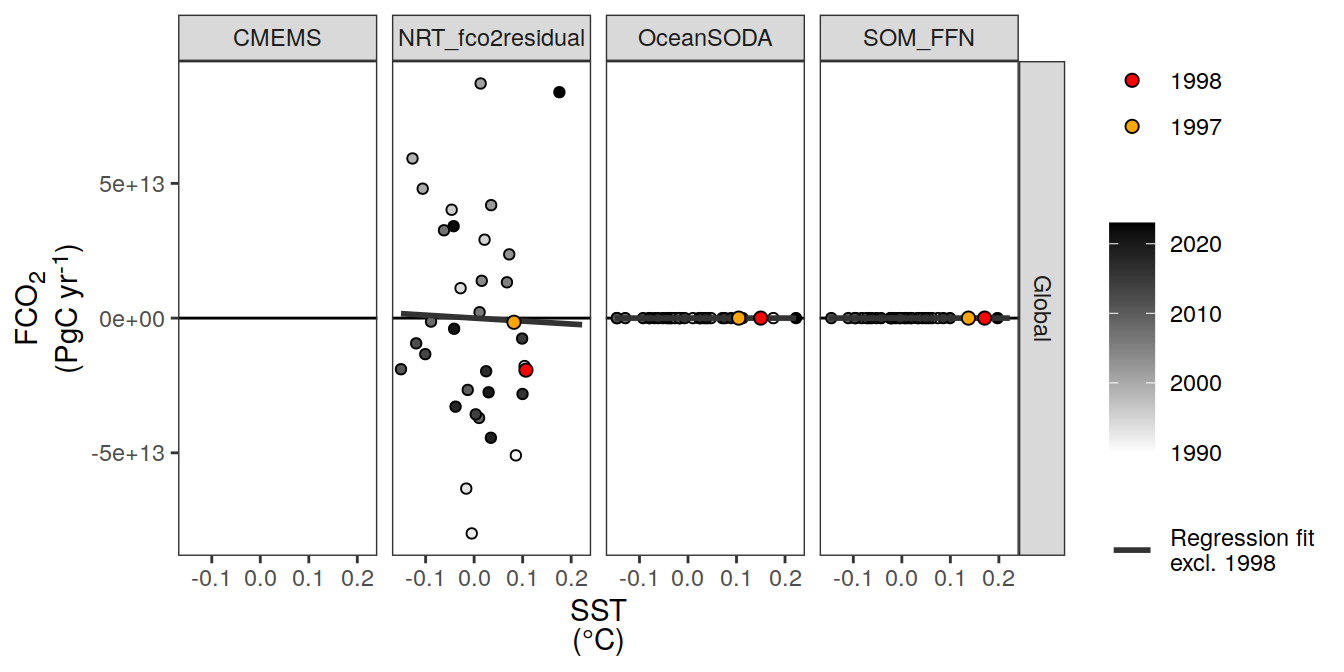 CMEMS NRT_fco2residual OceanSODA SOM_FFN
1998
1997
5e+13
0e+00
-5e+13
FCO₂
(PgC yr⁻¹)
Global
2020
2010
2000
1990
Regression fit
excl. 1998
-0.1 0.0 0.1 0.2 -0.1 0.0 0.1 0.2 -0.1 0.0 0.1 0.2 -0.1 0.0 0.1 0.2
SST
(°C)